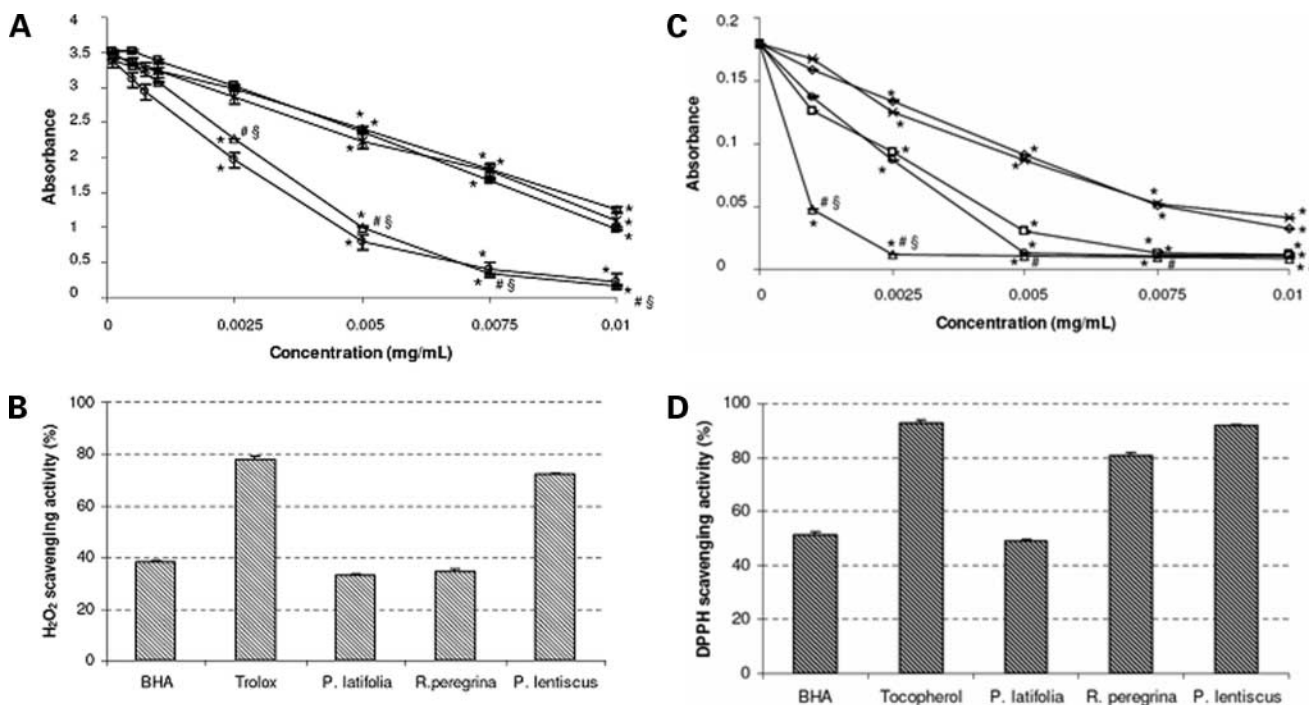 A
4
3.5
3
2.5
2
1.5
1
0.5
0
Absorbance
# §
# §
# §
# §
0 0.0025 0.005 0.0075 0.01
Concentration (mg/mL)
C
0.2
0.15
0.1
0.05
0
Absorbance
# §
# §
#
#
0 0.0025 0.005 0.0075 0.01
Concentration (mg/mL)
B
100
80
60
40
20
0
H₂O₂ scavenging activity (%)
BHA Trolox P. latifolia R.peregrina P. lentiscus
D
100
80
60
40
20
0
DPPH scavenging activity (%)
BHA Tocopherol P. latifolia R. peregrina P. lentiscus